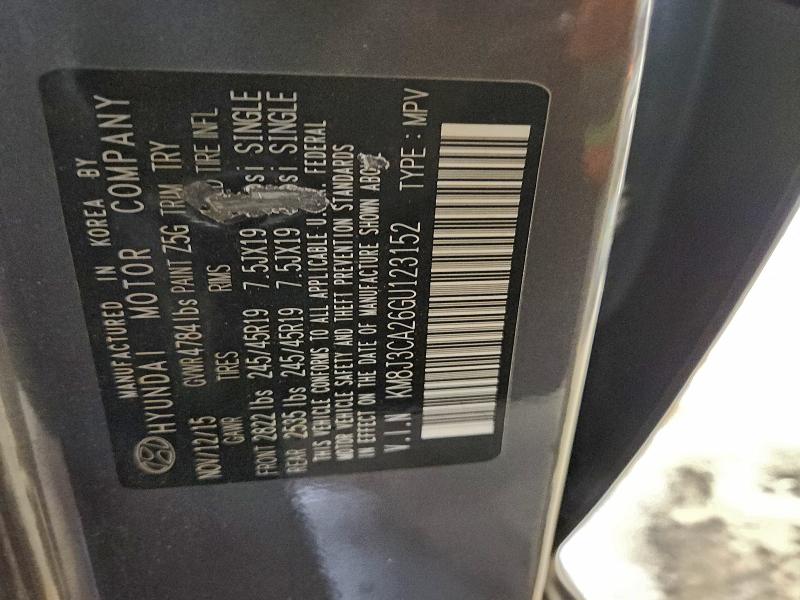 MANUFACTURED IN KOREA BY
HYUNDAI MOTOR COMPANY
NOV/12/15 GVWR 4784 lbs PAINT Z5G TRIM TRY
GAWR TIRES RIMS TIRE INFL
FRONT 2822 lbs 245/45R19 7.5JX19 SINGLE
REAR 2535 lbs 245/45R19 7.5JX19 SINGLE
THIS VEHICLE CONFORMS TO ALL APPLICABLE FEDERAL
MOTOR VEHICLE SAFETY AND THEFT PREVENTION STANDARDS
IN EFFECT ON THE DATE OF MANUFACTURE SHOWN
V.I.N KM8J3CA26GU123152 TYPE : MPV